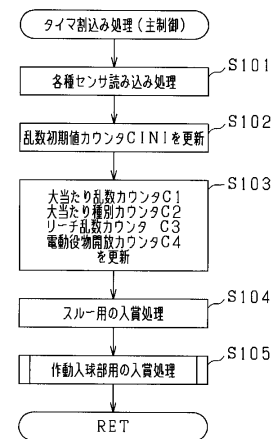 タイマ割込み処理(主制御)
S101
各種センサ読み込み処理
S102
乱数初期値カウンタCINIを更新
S103
大当たり乱数カウンタC1
大当たり種別カウンタC2
リーチ乱数カウンタ C3
電動役物開放カウンタC4
を更新
S104
スルー用の入賞処理
S105
作動入球部用の入賞処理
RET